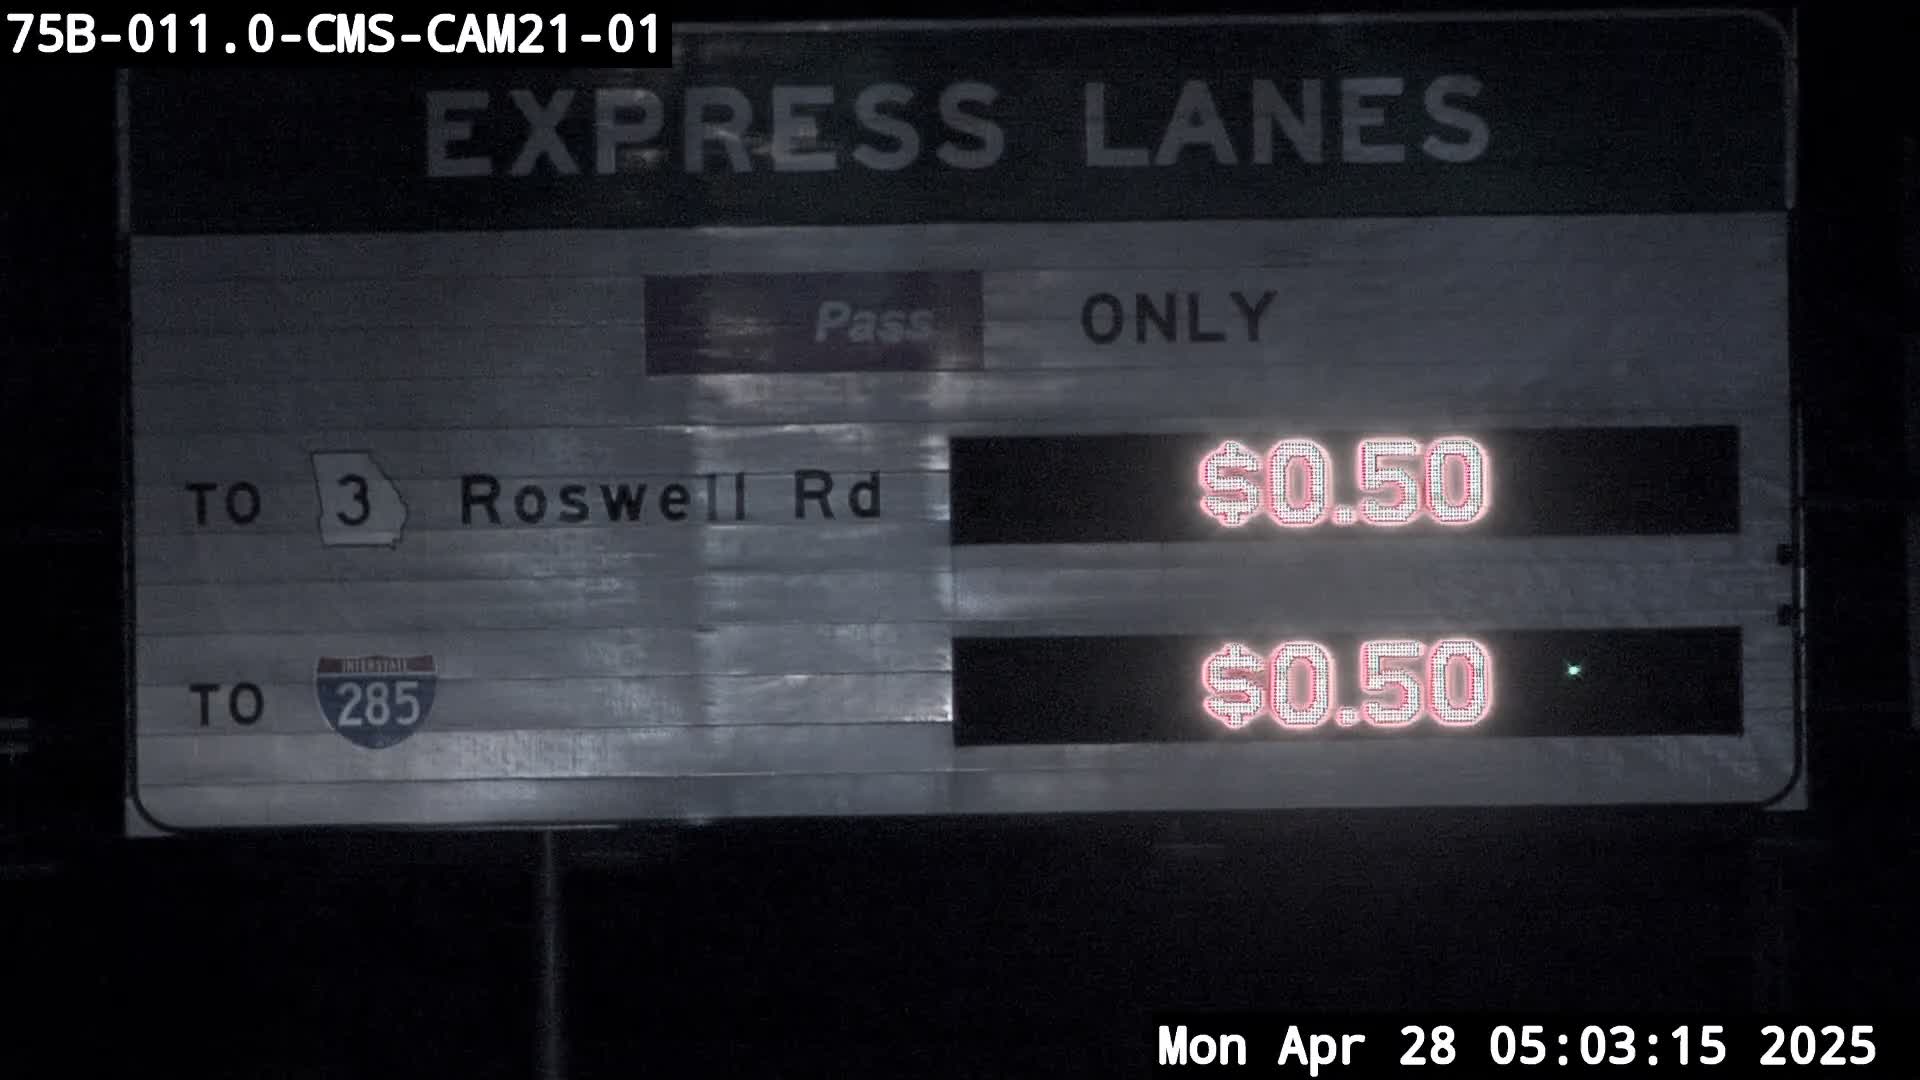 75B-011.0-CMS-CAM21-01
EXPRESS LANES
Pass ONLY
TO 3 Roswell Rd $0.50
INTERSTATE
TO 285 $0.50
Mon Apr 28 05:03:15 2025